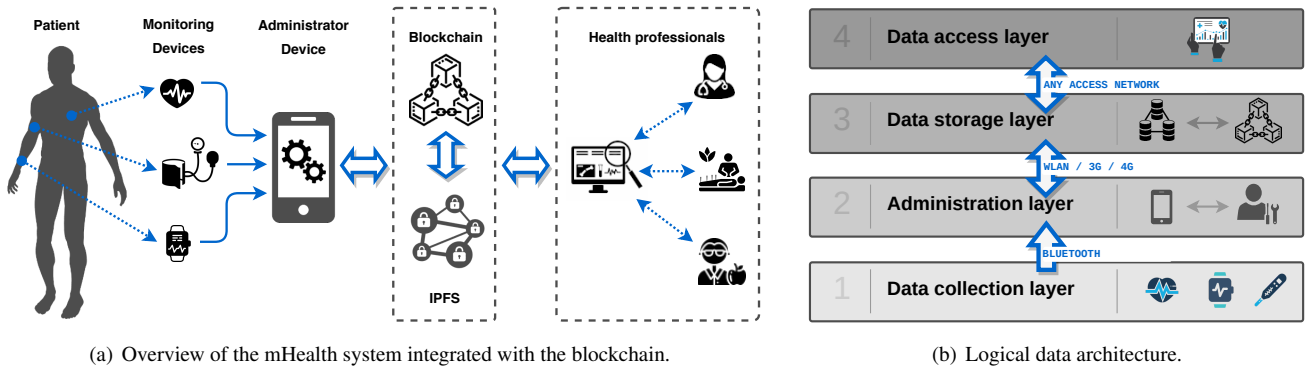 Patient
Monitoring
Devices
Administrator
Device
Blockchain
IPFS
Health professionals
(a) Overview of the mHealth system integrated with the blockchain.
4 Data access layer
ANY ACCESS NETWORK
3 Data storage layer
WLAN / 3G / 4G
2 Administration layer
BLUETOOTH
1 Data collection layer
(b) Logical data architecture.